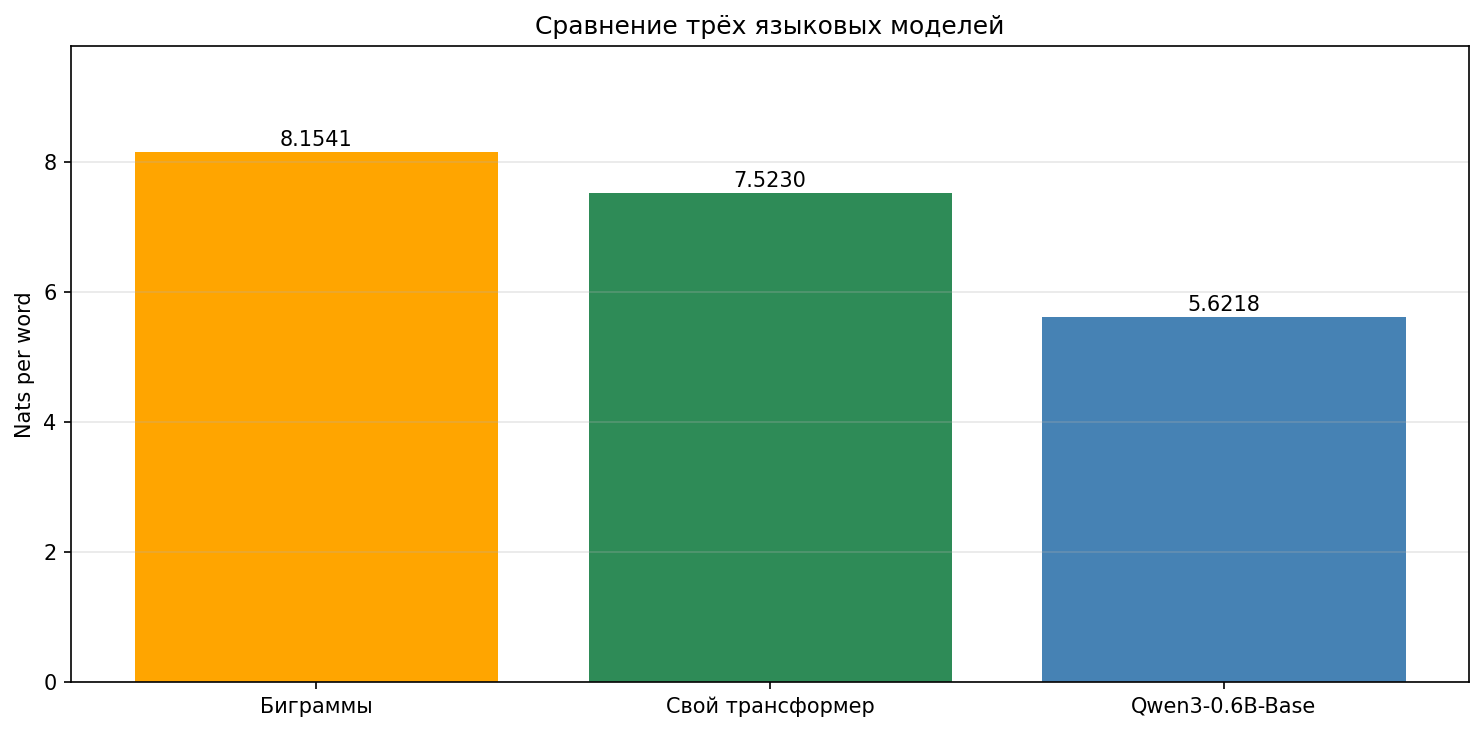 Сравнение трёх языковых моделей
Nats per word
8
6
4
2
0
8.1541
7.5230
5.6218
Биграммы
Свой трансформер
Qwen3-0.6B-Base